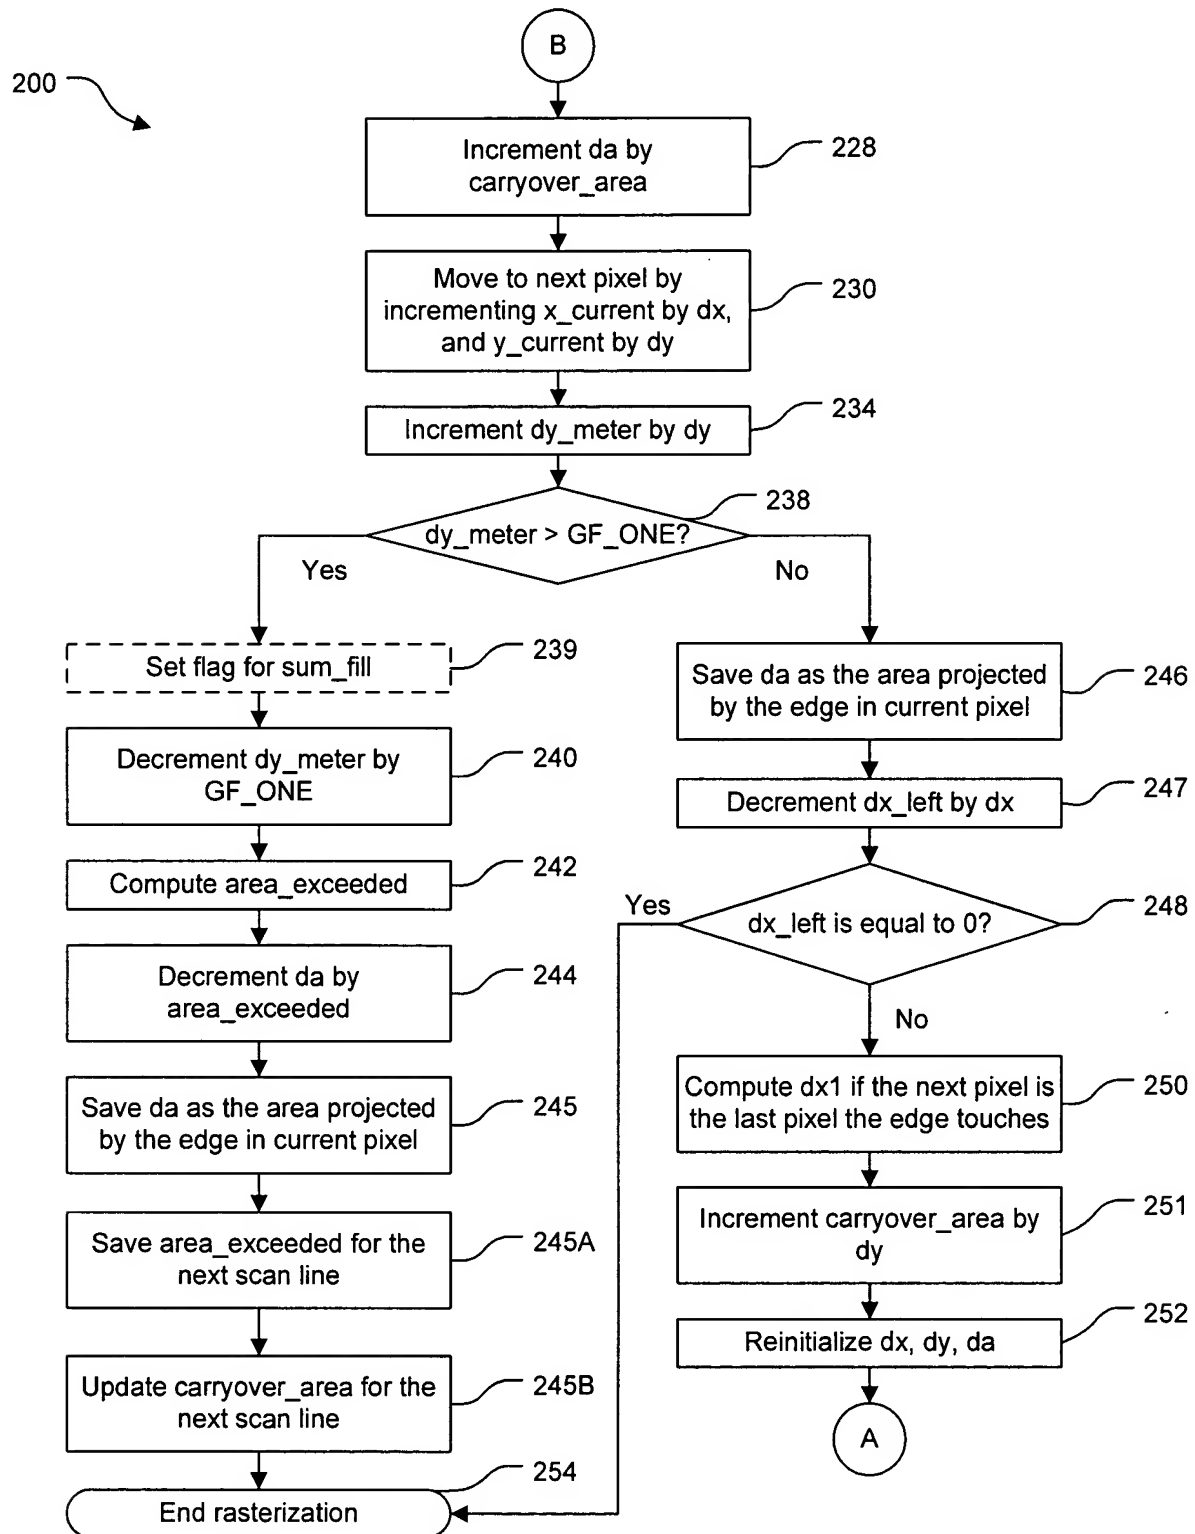 B
200
Increment da by
carryover_area
228
Move to next pixel by
incrementing x_current by dx,
and y_current by dy
230
Increment dy_meter by dy
234
dy_meter > GF_ONE?
238
Yes
No
Set flag for sum_fill
239
Decrement dy_meter by
GF_ONE
240
Compute area_exceeded
242
Decrement da by
area_exceeded
244
Save da as the area projected
by the edge in current pixel
245
Save area_exceeded for the
next scan line
245A
Update carryover_area for the
next scan line
245B
End rasterization
254
Save da as the area projected
by the edge in current pixel
246
Decrement dx_left by dx
247
dx_left is equal to 0?
248
Yes
No
Compute dx1 if the next pixel is
the last pixel the edge touches
250
Increment carryover_area by
dy
251
Reinitialize dx, dy, da
252
A